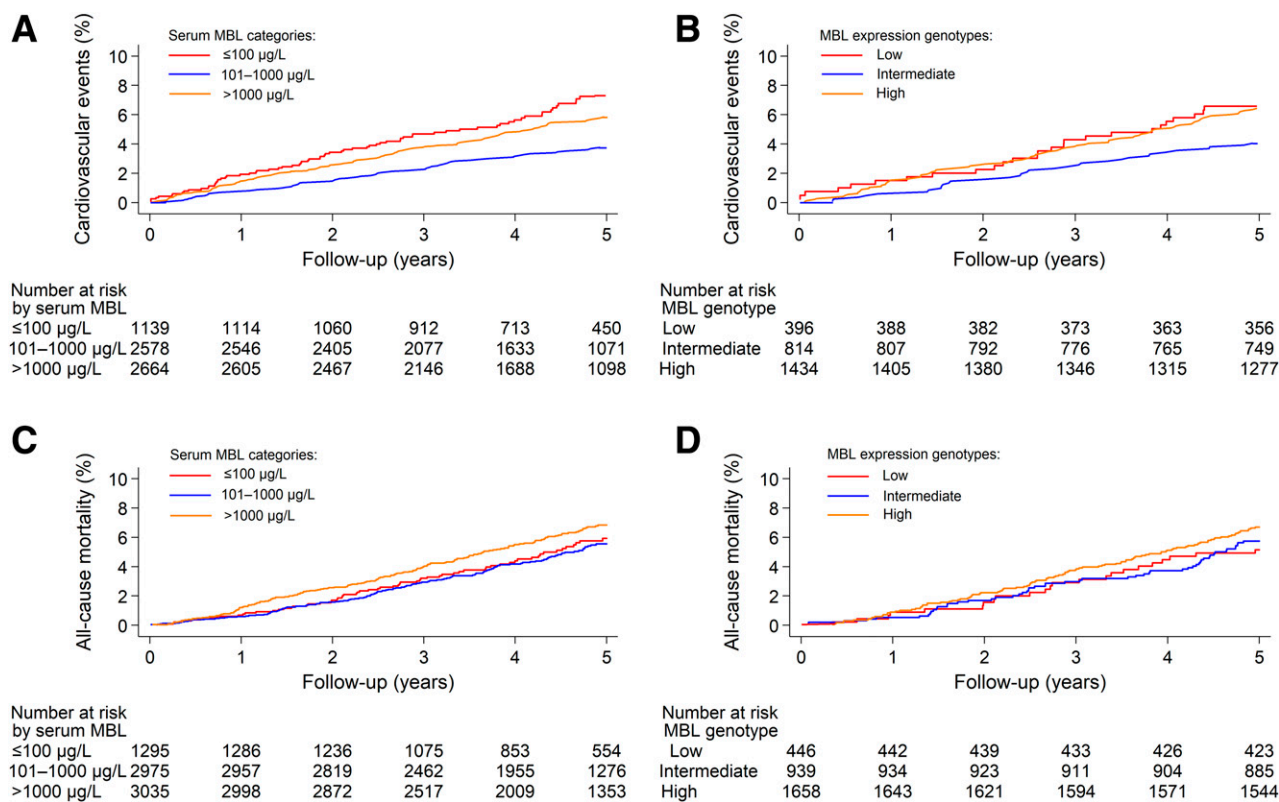 A
Serum MBL categories:
≤100 µg/L
101–1000 µg/L
>1000 µg/L
Cardiovascular events (%)
10
8
6
4
2
0
0 1 2 3 4 5
Follow-up (years)
Number at risk
by serum MBL
≤100 µg/L 1139 1114 1060 912 713 450
101–1000 µg/L 2578 2546 2405 2077 1633 1071
>1000 µg/L 2664 2605 2467 2146 1688 1098
B
MBL expression genotypes:
Low
Intermediate
High
Cardiovascular events (%)
10
8
6
4
2
0
0 1 2 3 4 5
Follow-up (years)
Number at risk
MBL genotype
Low 396 388 382 373 363 356
Intermediate 814 807 792 776 765 749
High 1434 1405 1380 1346 1315 1277
C
Serum MBL categories:
≤100 µg/L
101–1000 µg/L
>1000 µg/L
All-cause mortality (%)
10
8
6
4
2
0
0 1 2 3 4 5
Follow-up (years)
Number at risk
by serum MBL
≤100 µg/L 1295 1286 1236 1075 853 554
101–1000 µg/L 2975 2957 2819 2462 1955 1276
>1000 µg/L 3035 2998 2872 2517 2009 1353
D
MBL expression genotypes:
Low
Intermediate
High
All-cause mortality (%)
10
8
6
4
2
0
0 1 2 3 4 5
Follow-up (years)
Number at risk
MBL genotype
Low 446 442 439 433 426 423
Intermediate 939 934 923 911 904 885
High 1658 1643 1621 1594 1571 1544